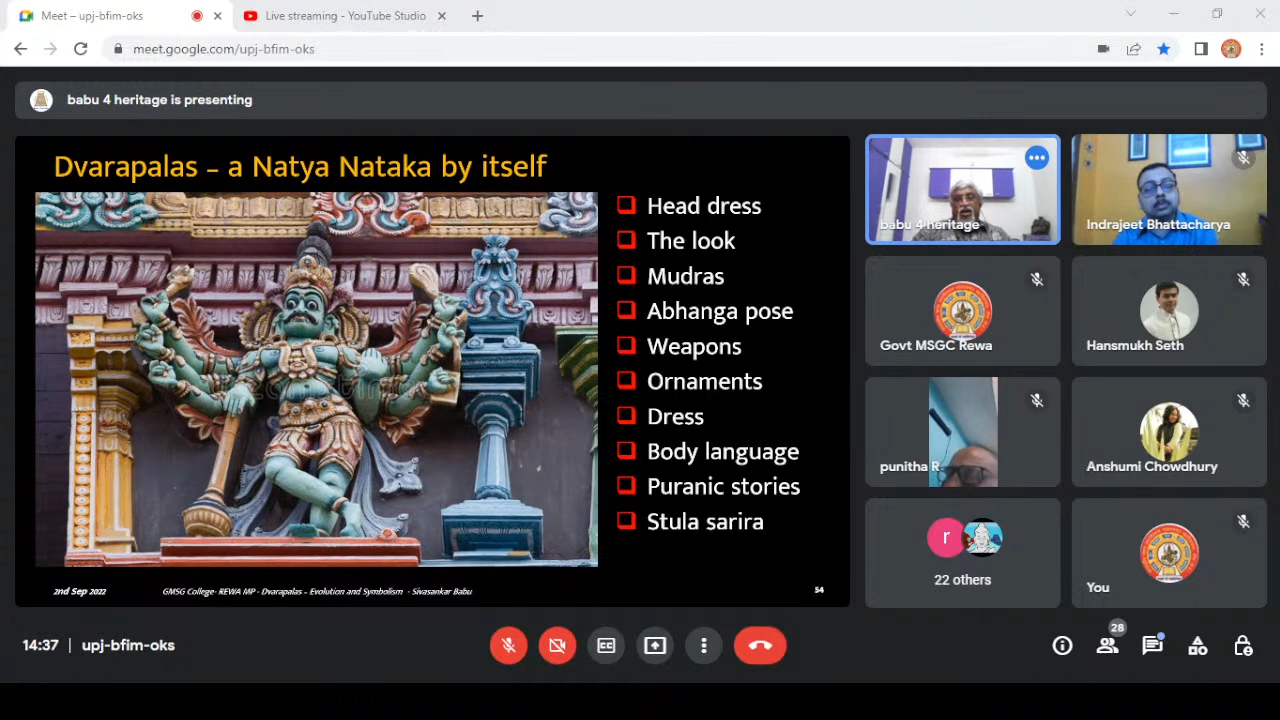 Meet – upj-bfim-oks
Live streaming - YouTube Studio
meet.google.com/upj-bfim-oks
babu 4 heritage is presenting
Dvarapalas – a Natya Nataka by itself
Head dress
The look
Mudras
Abhanga pose
Weapons
Ornaments
Dress
Body language
Puranic stories
Stula sarira
2nd Sep 2022
GMSG College- REWA MP - Dvarapalas – Evolution and Symbolism - Sivasankar Babu
54
babu 4 heritage
Indrajeet Bhattacharya
Govt MSGC Rewa
Hansmukh Seth
punitha R
Anshumi Chowdhury
r
22 others
You
14:37 | upj-bfim-oks
CC
28